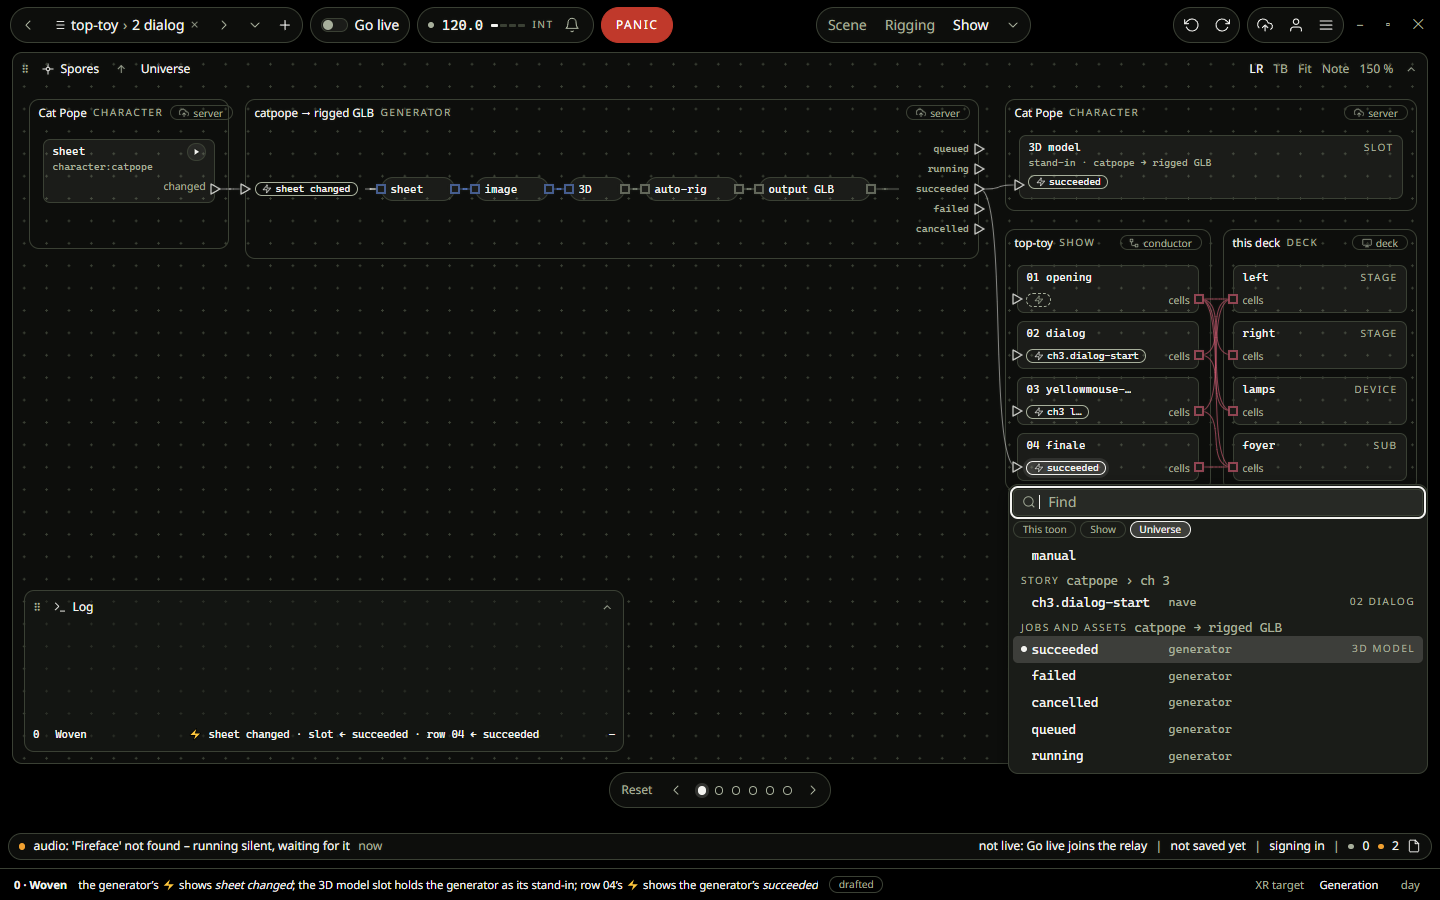 top-toy › 2 dialog ×
Go live
120.0 INT
PANIC
Scene Rigging Show
Spores ↑ Universe
LR TB Fit Note 150 %
Cat Pope CHARACTER server
sheet
character:catpope
changed
catpope → rigged GLB GENERATOR server
queued
running
succeeded
failed
cancelled
sheet changed
sheet
image
3D
auto-rig
output GLB
Cat Pope CHARACTER server
3D model SLOT
stand-in · catpope → rigged GLB
succeeded
top-toy SHOW conductor
01 opening
cells
02 dialog
ch3.dialog-start cells
03 yellowmouse-…
ch3 l… cells
04 finale
succeeded cells
this deck DECK deck
left STAGE
cells
right STAGE
cells
lamps DEVICE
cells
foyer SUB
cells
Find
This toon Show Universe
manual
STORY catpope › ch 3
ch3.dialog-start nave 02 DIALOG
JOBS AND ASSETS catpope → rigged GLB
succeeded generator 3D MODEL
failed generator
cancelled generator
queued generator
running generator
Log
0 Woven ⚡ sheet changed · slot ← succeeded · row 04 ← succeeded –
Reset
audio: 'Fireface' not found – running silent, waiting for it now
not live: Go live joins the relay | not saved yet | signing in | 0 2
0 · Woven the generator's ⚡ shows sheet changed; the 3D model slot holds the generator as its stand-in; row 04's ⚡ shows the generator's succeeded drafted
XR target Generation day